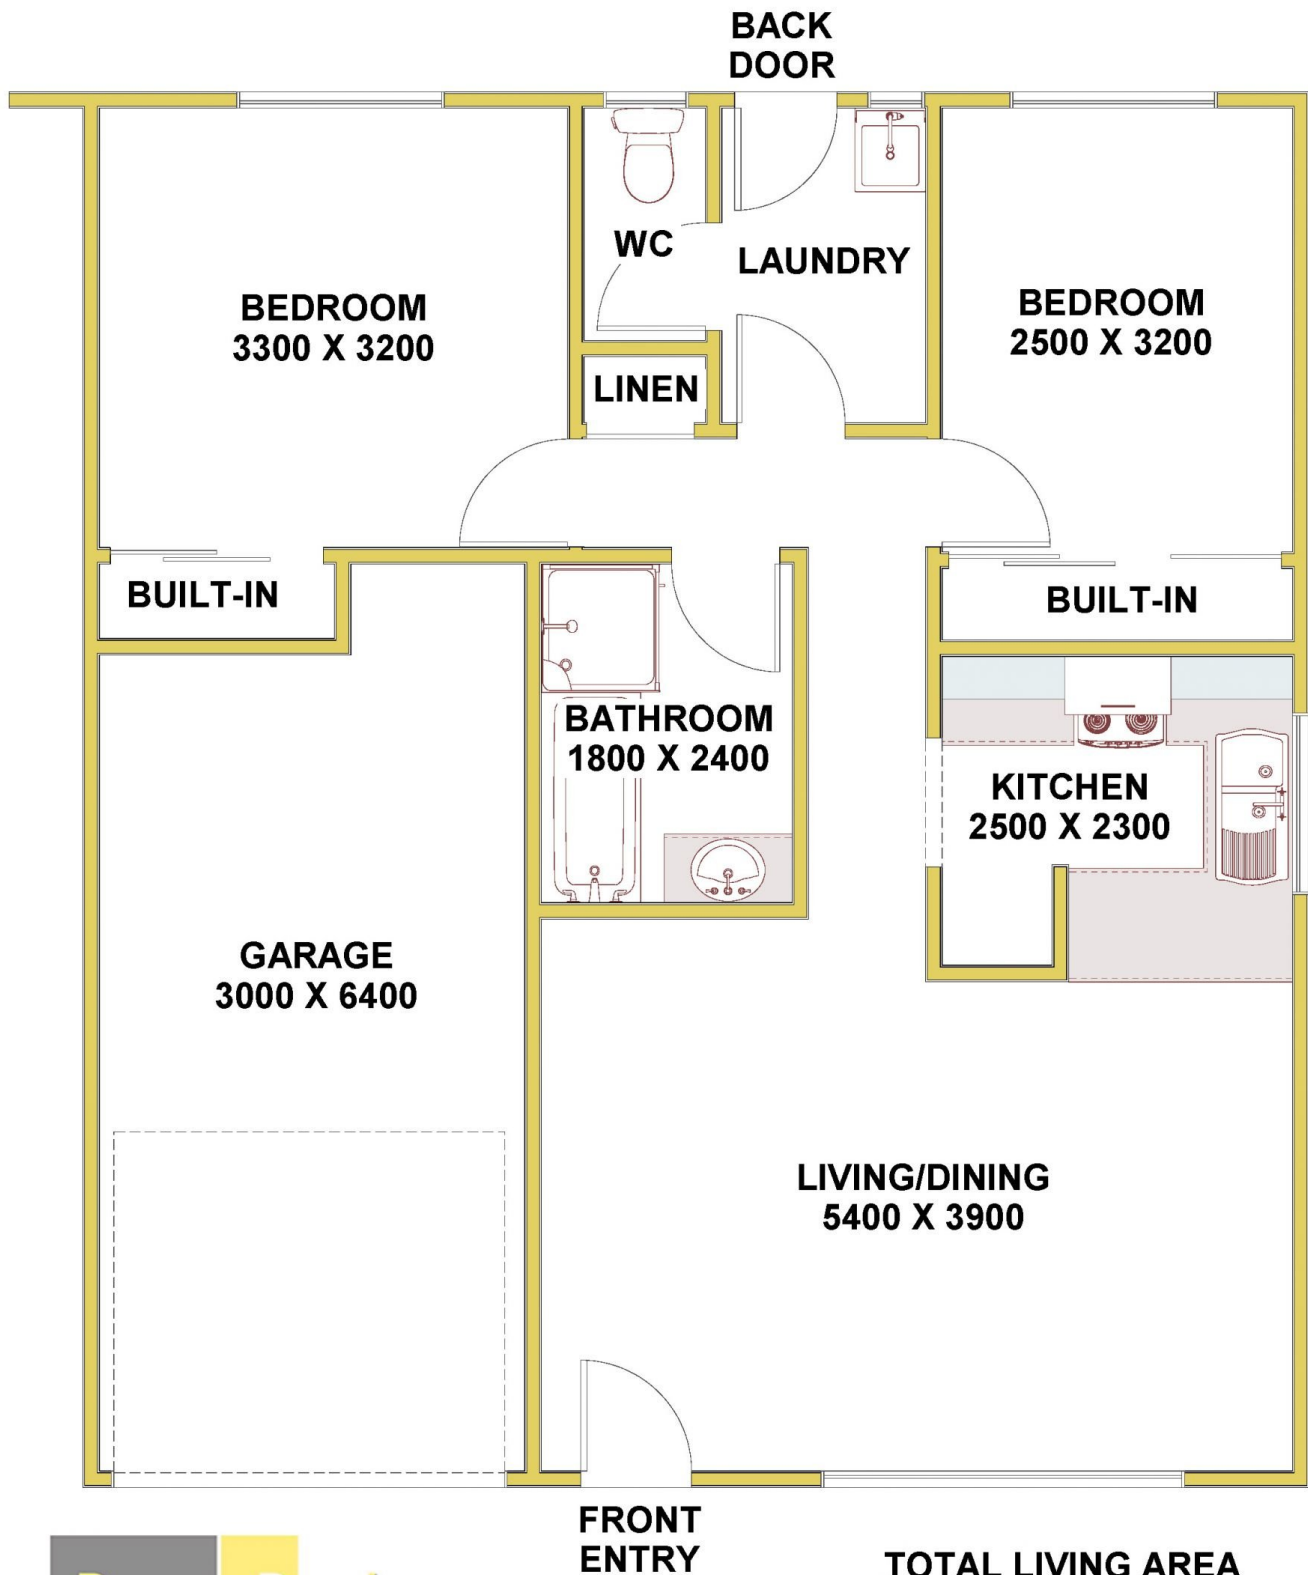 BACK
DOOR
WC
LAUNDRY
BEDROOM
3300 X 3200
BEDROOM
2500 X 3200
LINEN
BUILT-IN
BUILT-IN
BATHROOM
1800 X 2400
KITCHEN
2500 X 2300
GARAGE
3000 X 6400
LIVING/DINING
5400 X 3900
FRONT
ENTRY
TOTAL LIVING AREA